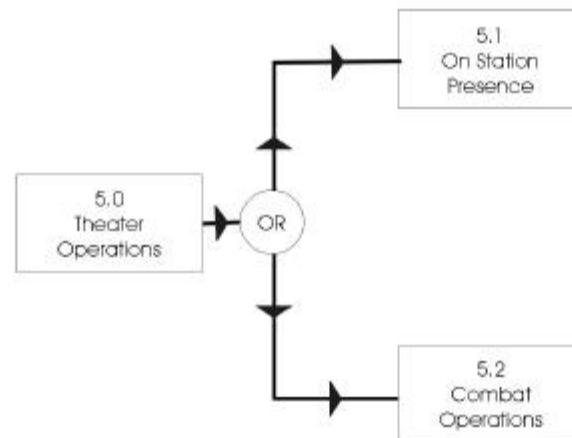 5.1
On Station
Presence
5.0
Theater
Operations
OR
5.2
Combat
Operations